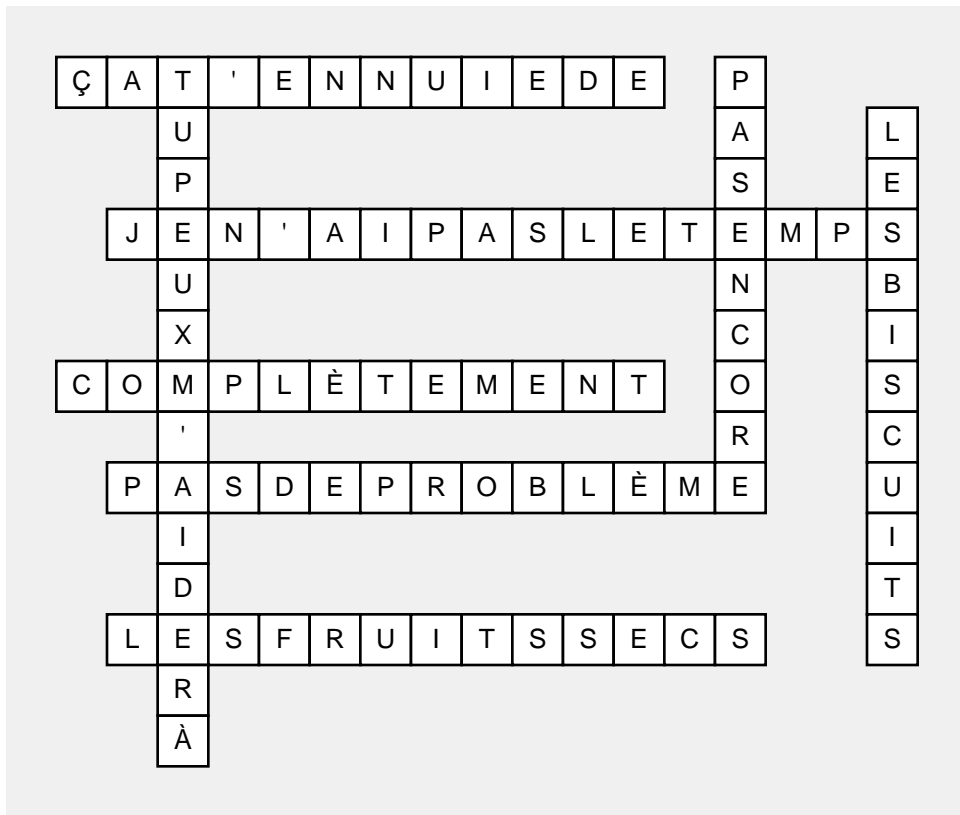 ÇAT'ENNUIEDE
TUPEUXM'AIDERÀ
PASENCORE
LESBISCUITS
JEN'AIPASLETEMPS
COMPLÈTEMENT
PASDEPROBLÈME
LESFRUITSSECS